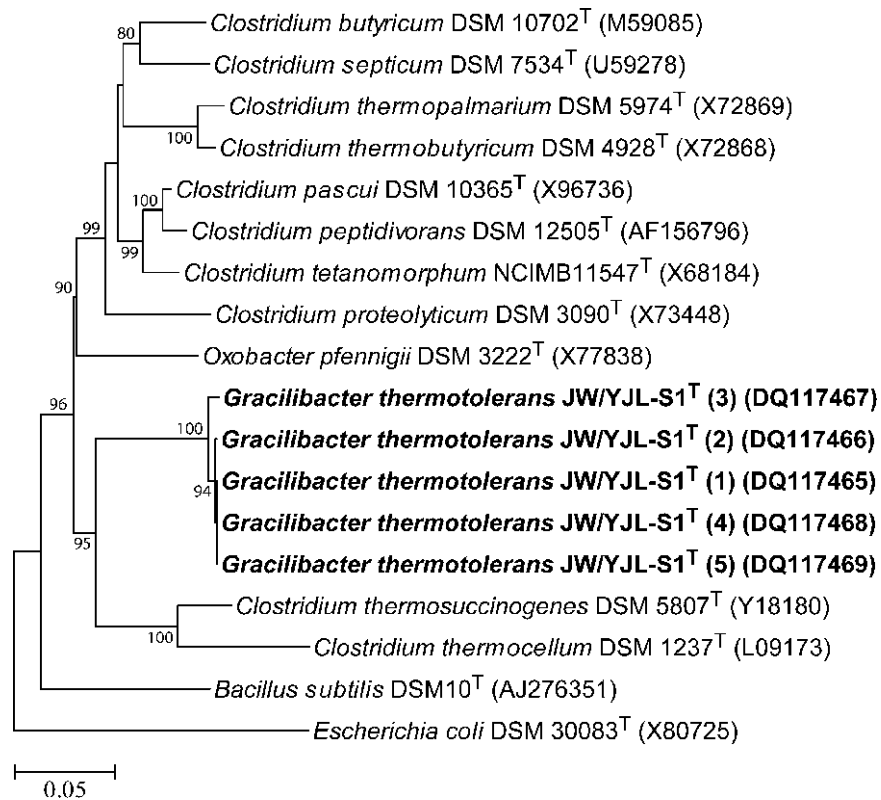 Clostridium butyricum DSM 10702T (M59085)
80
Clostridium septicum DSM 7534T (U59278)
Clostridium thermopalmarium DSM 5974T (X72869)
100
Clostridium thermobutyricum DSM 4928T (X72868)
Clostridium pascui DSM 10365T (X96736)
100
Clostridium peptidivorans DSM 12505T (AF156796)
99
99
Clostridium tetanomorphum NCIMB11547T (X68184)
90
Clostridium proteolyticum DSM 3090T (X73448)
Oxobacter pfennigii DSM 3222T (X77838)
96
Gracilibacter thermotolerans JW/YJL-S1T (3) (DQ117467)
100
Gracilibacter thermotolerans JW/YJL-S1T (2) (DQ117466)
Gracilibacter thermotolerans JW/YJL-S1T (1) (DQ117465)
94
Gracilibacter thermotolerans JW/YJL-S1T (4) (DQ117468)
95
Gracilibacter thermotolerans JW/YJL-S1T (5) (DQ117469)
Clostridium thermosuccinogenes DSM 5807T (Y18180)
100
Clostridium thermocellum DSM 1237T (L09173)
Bacillus subtilis DSM10T (AJ276351)
Escherichia coli DSM 30083T (X80725)
0.05